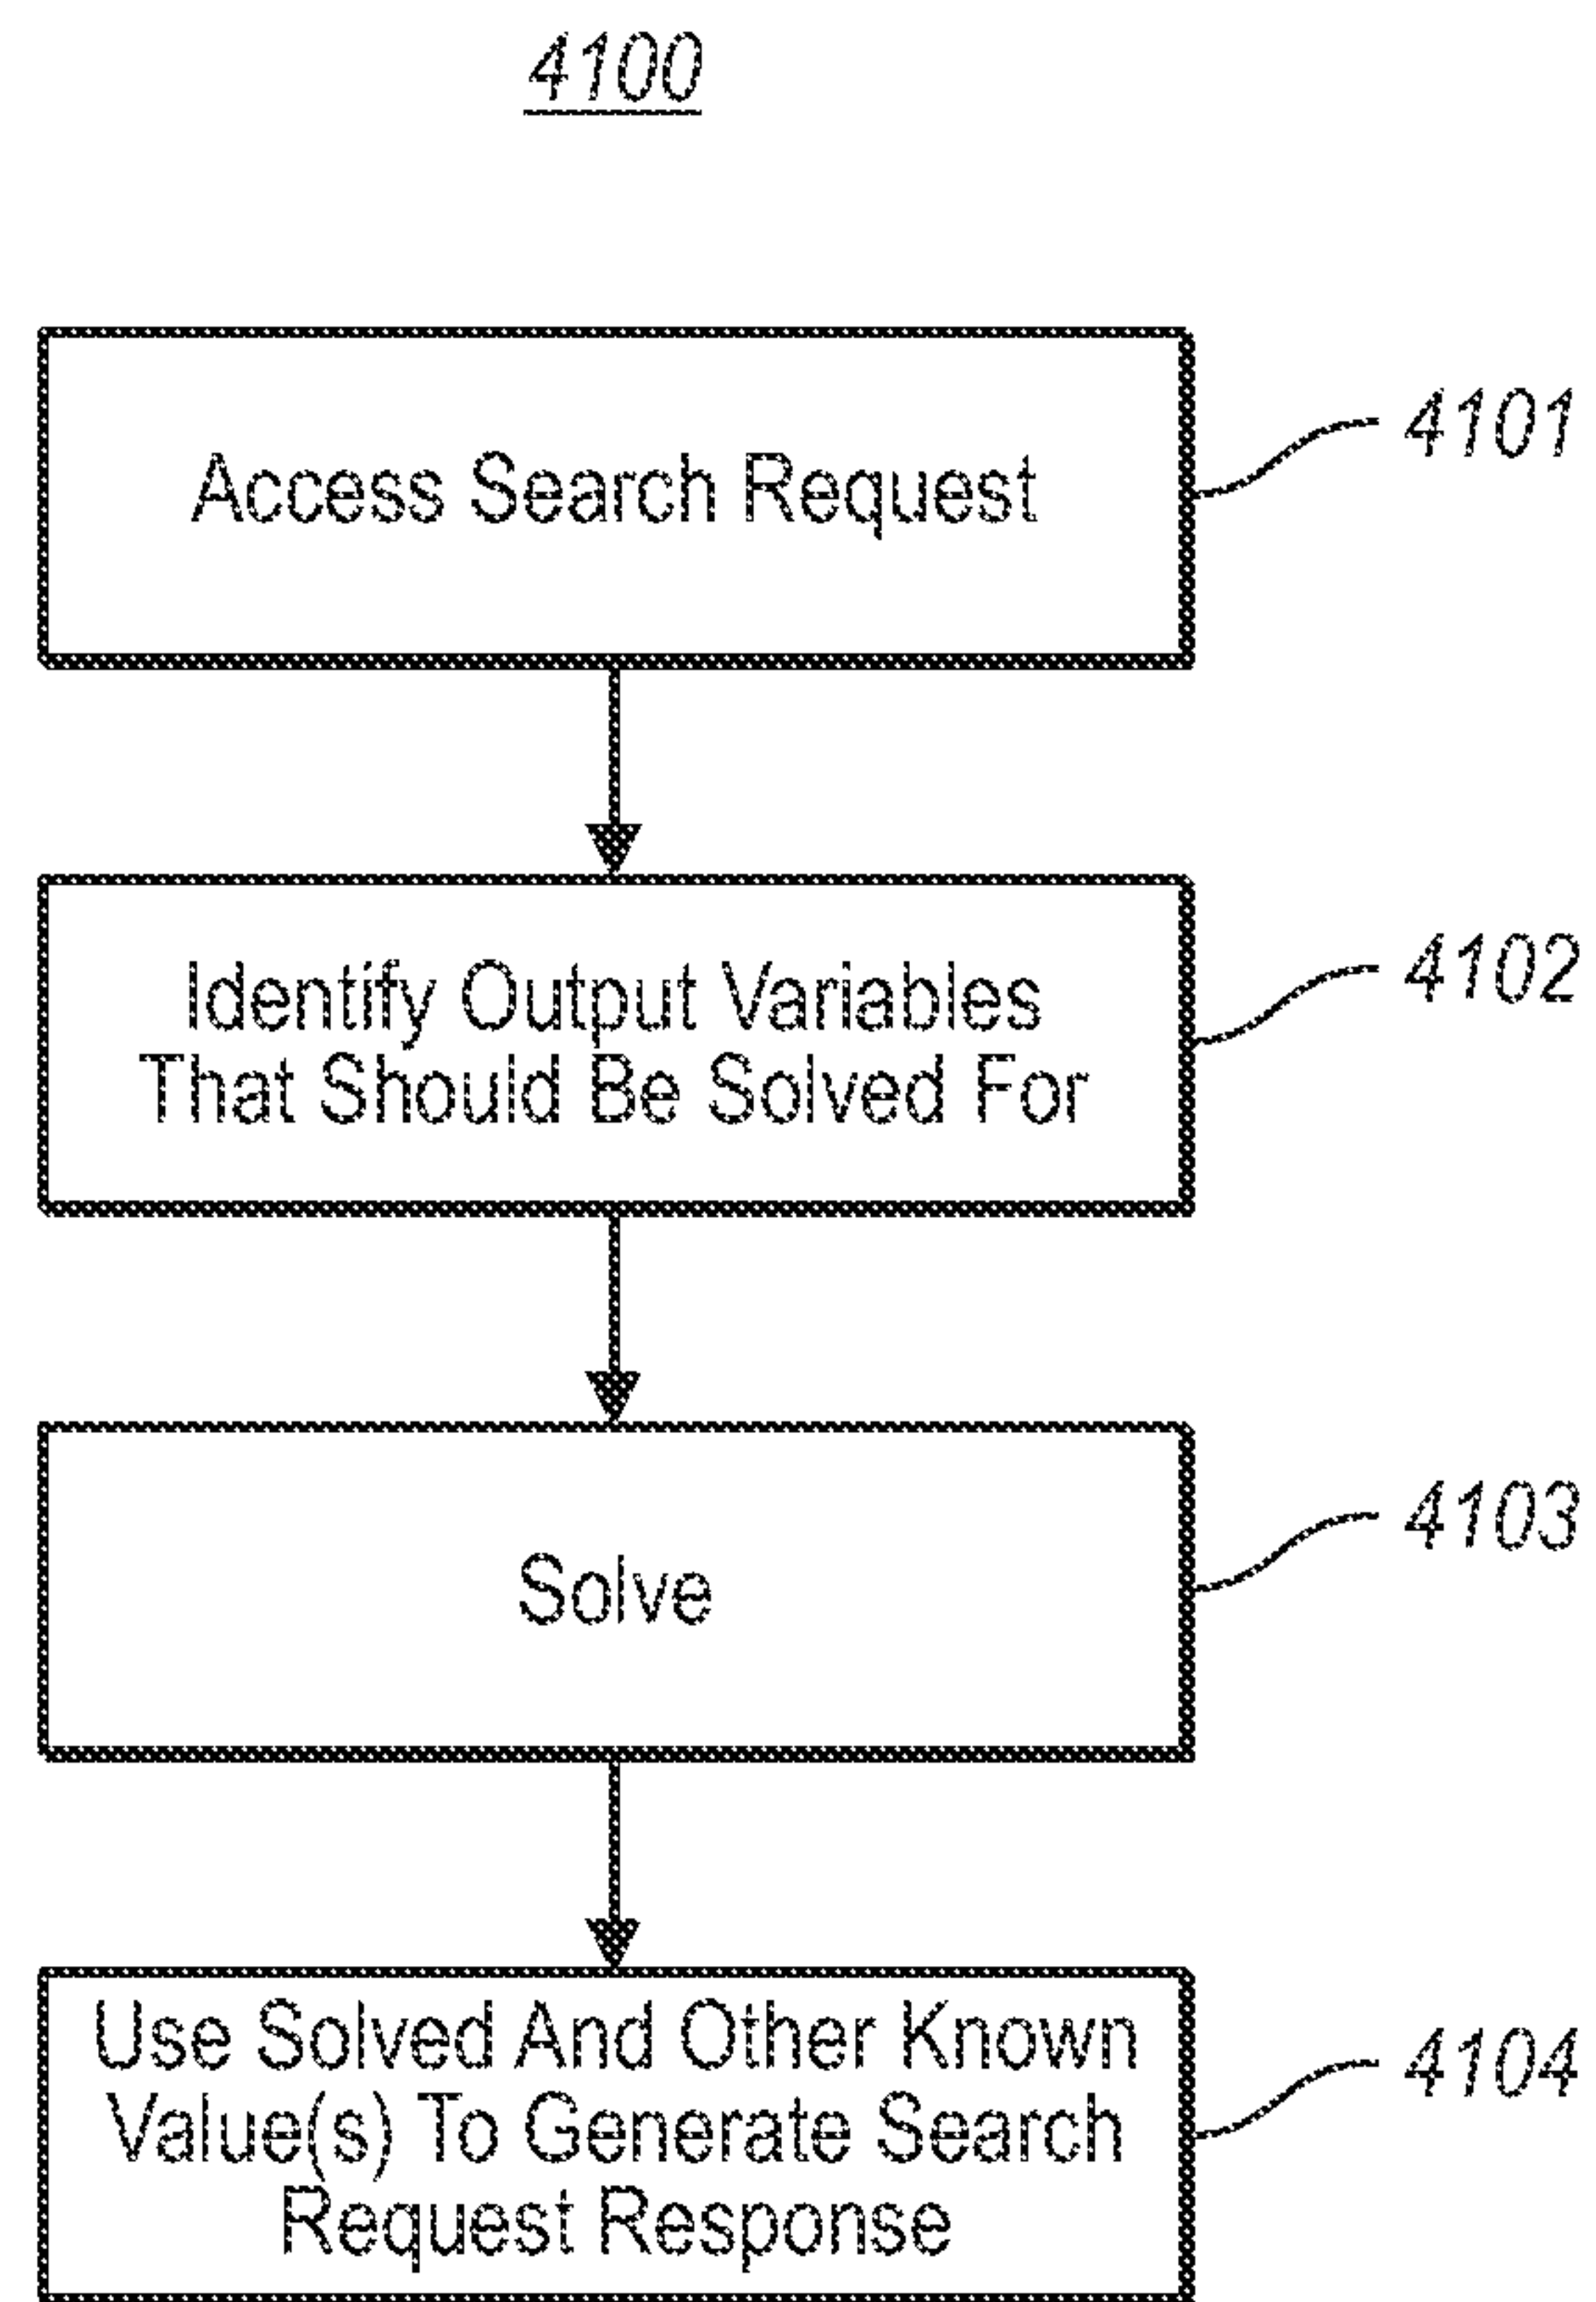 4100
Access Search Request
4101
Identify Output Variables
That Should Be Solved For
4102
Solve
4103
Use Solved And Other Known
Value(s) To Generate Search
Request Response
4104